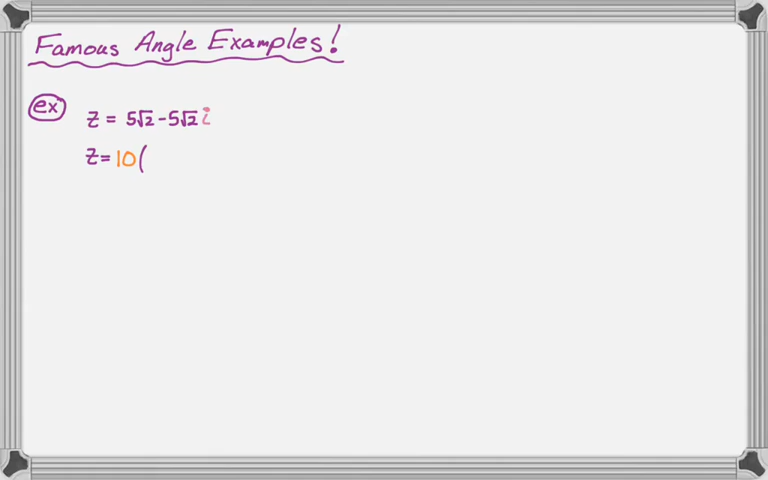 Famous Angle Examples!
ex
z = 5√2 - 5√2 i
z = 10(